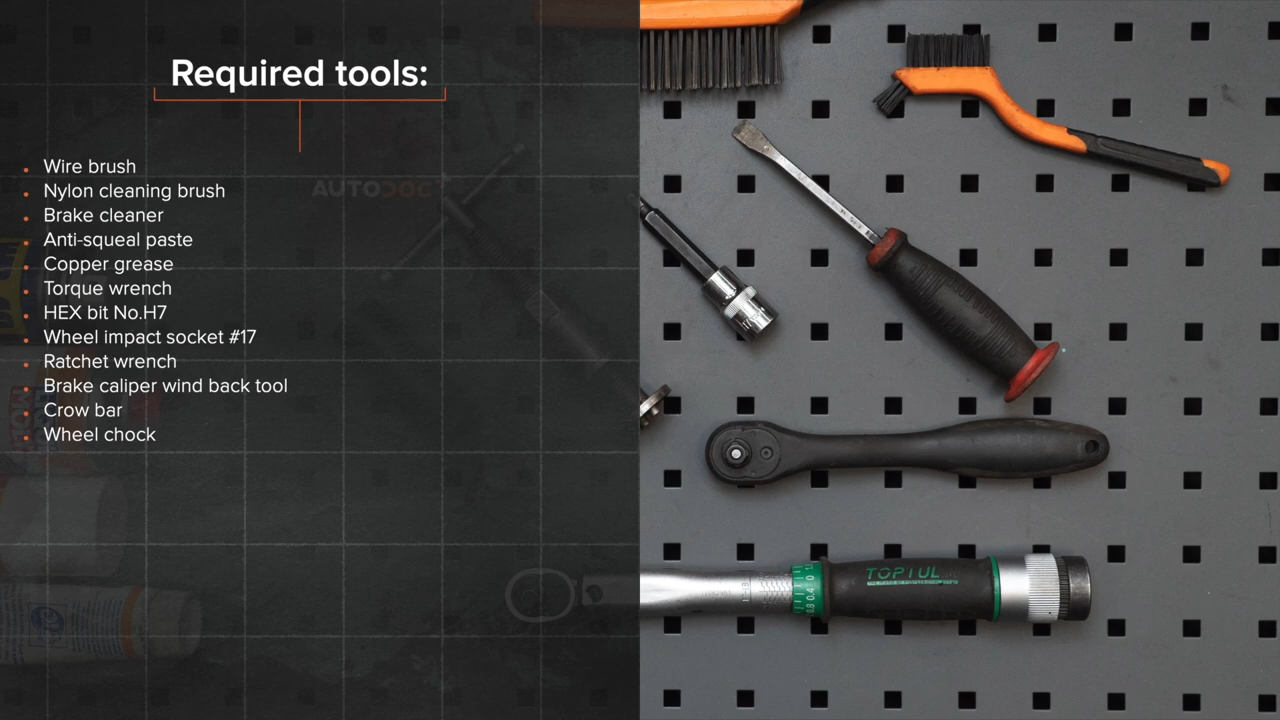 Required tools:
Wire brush
Nylon cleaning brush
AUTODOC
Brake cleaner
Anti-squeal paste
Copper grease
Torque wrench
HEX bit No.H7
Wheel impact socket #17
Ratchet wrench
Brake caliper wind back tool
Crow bar
Wheel chock
TOPTUL